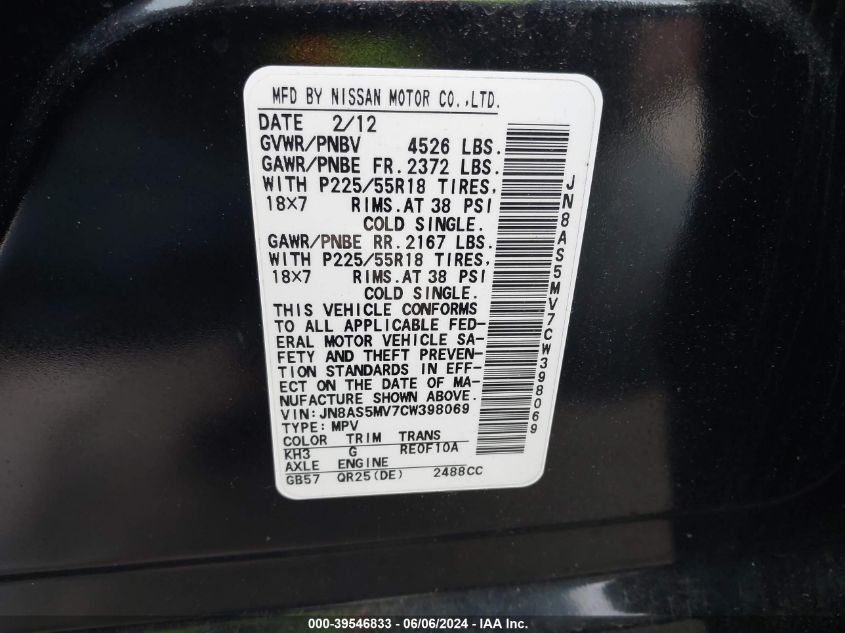 MFD BY NISSAN MOTOR CO.,LTD.
DATE 2/12
GVWR/PNBV 4526 LBS.
GAWR/PNBE FR.2372 LBS.
WITH P225/55R18 TIRES,
18X7 RIMS.AT 38 PSI
COLD SINGLE.
GAWR/PNBE RR.2167 LBS.
WITH P225/55R18 TIRES,
18X7 RIMS.AT 38 PSI
COLD SINGLE.
THIS VEHICLE CONFORMS
TO ALL APPLICABLE FED-
ERAL MOTOR VEHICLE SA-
FETY AND THEFT PREVEN-
TION STANDARDS IN EFF-
ECT ON THE DATE OF MA-
NUFACTURE SHOWN ABOVE.
VIN:JN8AS5MV7CW398069
TYPE:MPV
COLOR TRIM TRANS
KH3 G RE0F10A
AXLE ENGINE
GB57 QR25(DE) 2488CC
JN8AS5MV7CW398069
000-39546833 - 06/06/2024 - IAA Inc.